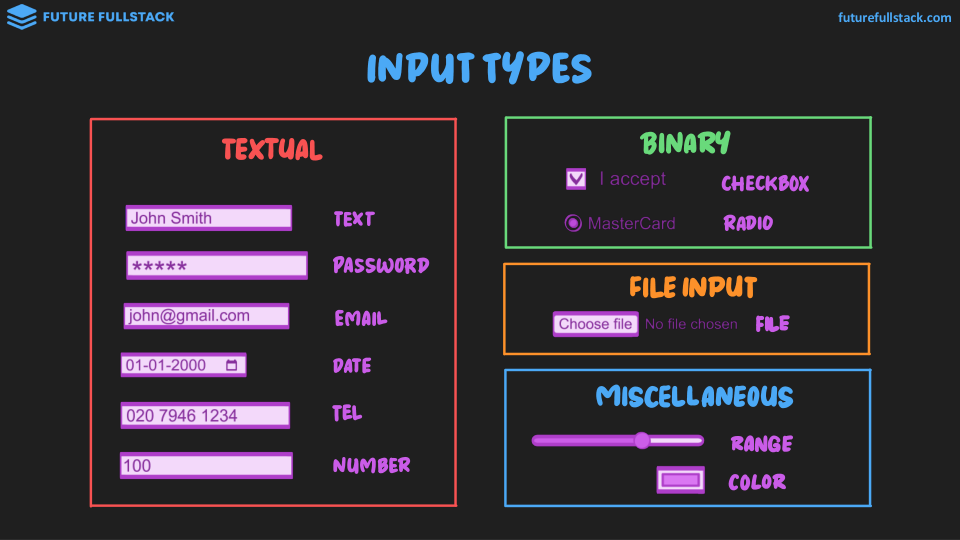 FUTURE FULLSTACK
futurefullstack.com
INPUT TYPES
TEXTUAL
John Smith TEXT
***** PASSWORD
john@gmail.com EMAIL
01-01-2000 DATE
020 7946 1234 TEL
100 NUMBER
BINARY
I accept CHECKBOX
MasterCard RADIO
FILE INPUT
Choose file No file chosen FILE
MISCELLANEOUS
RANGE
COLOR